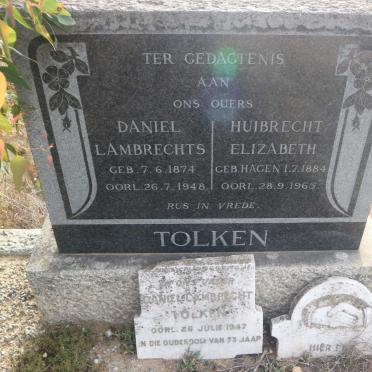 TER GEDAGTENIS
AAN
ONS OUERS
DANIEL
LAMBRECHTS
GEB. 7.6.1874
OORL. 26.7.1948.
HUIBRECHT
ELIZABETH
GEB. HAGEN 1.7.1884
OORL. 28.9.1965.
RUS IN VREDE.
TOLKEN
DANIEL LAMBRECHT
TOLKEN
OORL. 26 JULIE 1947
IN DIE OUDERDOM VAN 73 JAAR
HIER